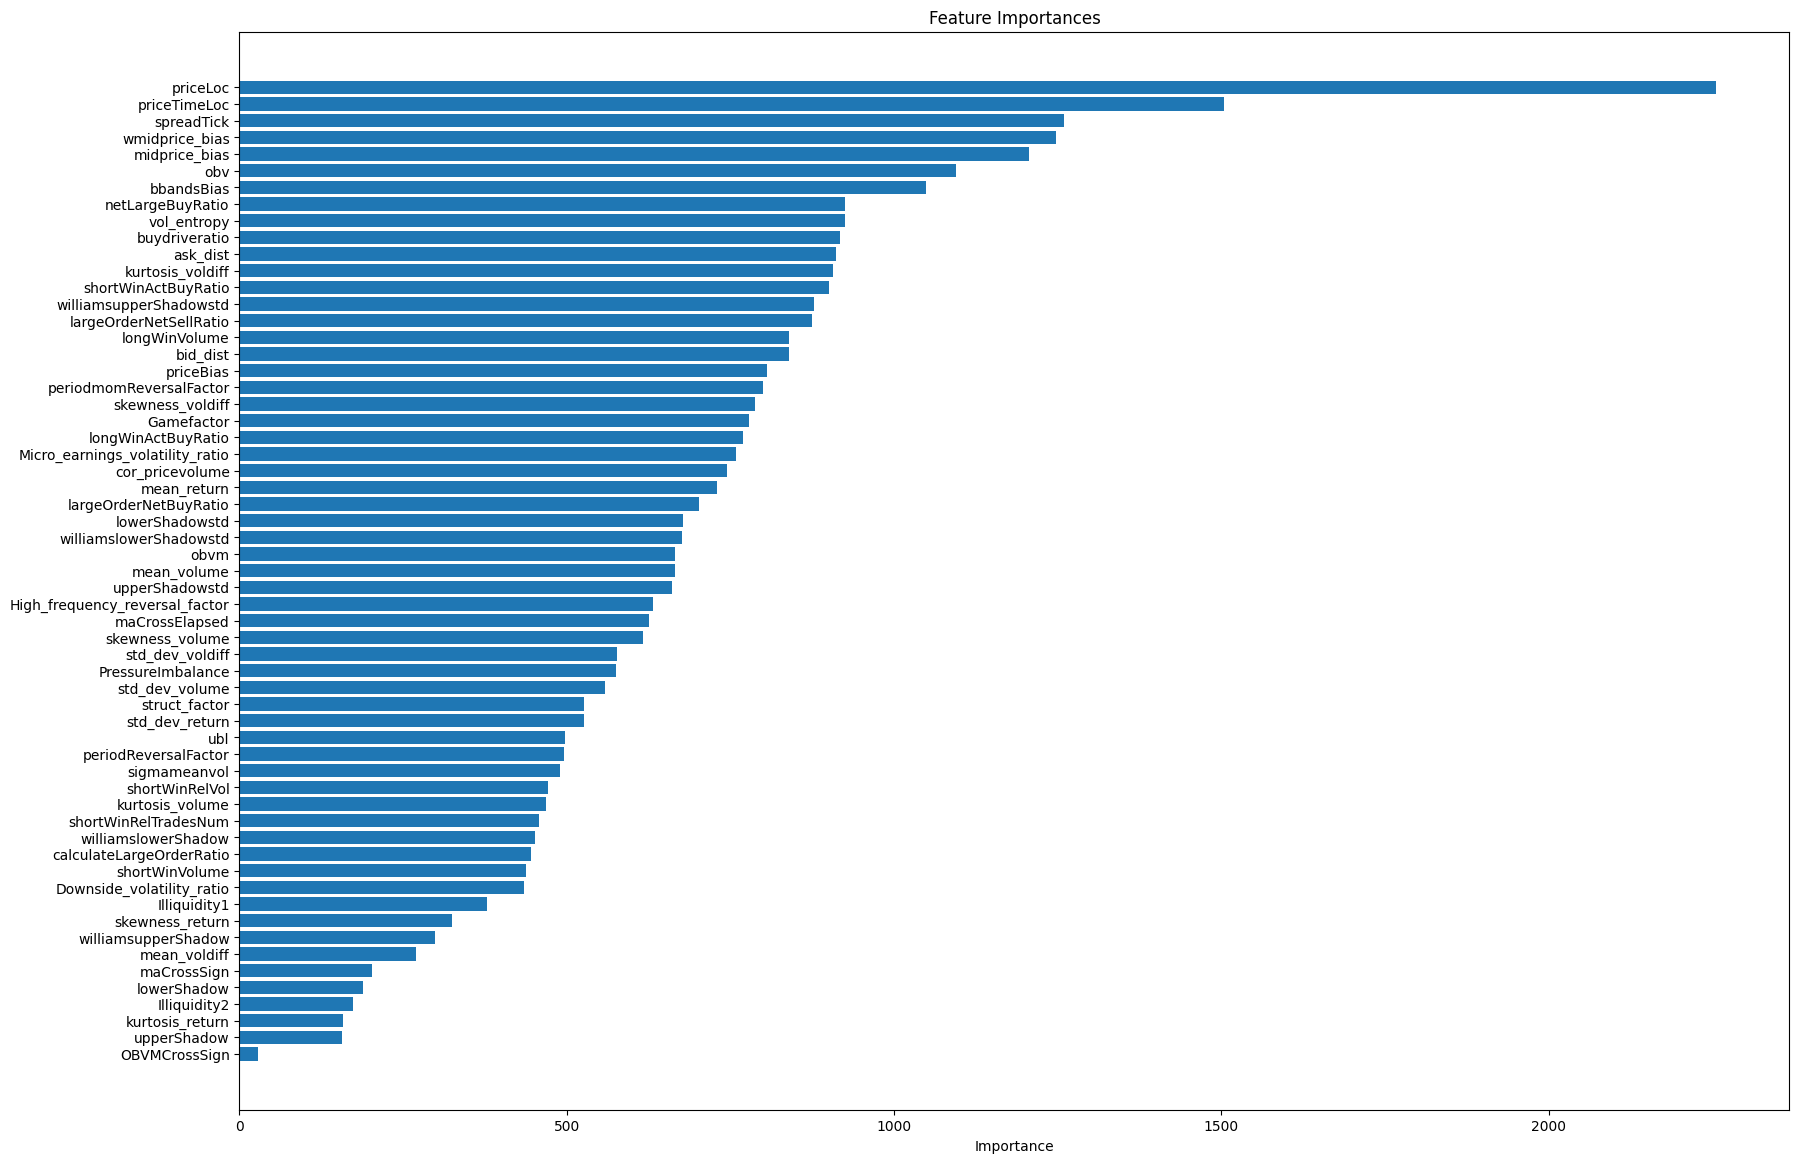 Feature Importances
priceLoc
priceTimeLoc
spreadTick
wmidprice_bias
midprice_bias
obv
bbandsBias
netLargeBuyRatio
vol_entropy
buydriveratio
ask_dist
kurtosis_voldiff
shortWinActBuyRatio
williamsupperShadowstd
largeOrderNetSellRatio
longWinVolume
bid_dist
priceBias
periodmomReversalFactor
skewness_voldiff
Gamefactor
longWinActBuyRatio
Micro_earnings_volatility_ratio
cor_pricevolume
mean_return
largeOrderNetBuyRatio
lowerShadowstd
williamslowerShadowstd
obvm
mean_volume
upperShadowstd
High_frequency_reversal_factor
maCrossElapsed
skewness_volume
std_dev_voldiff
PressureImbalance
std_dev_volume
struct_factor
std_dev_return
ubl
periodReversalFactor
sigmameanvol
shortWinRelVol
kurtosis_volume
shortWinRelTradesNum
williamslowerShadow
calculateLargeOrderRatio
shortWinVolume
Downside_volatility_ratio
Illiquidity1
skewness_return
williamsupperShadow
mean_voldiff
maCrossSign
lowerShadow
Illiquidity2
kurtosis_return
upperShadow
OBVMCrossSign
0 500 1000 1500 2000
Importance